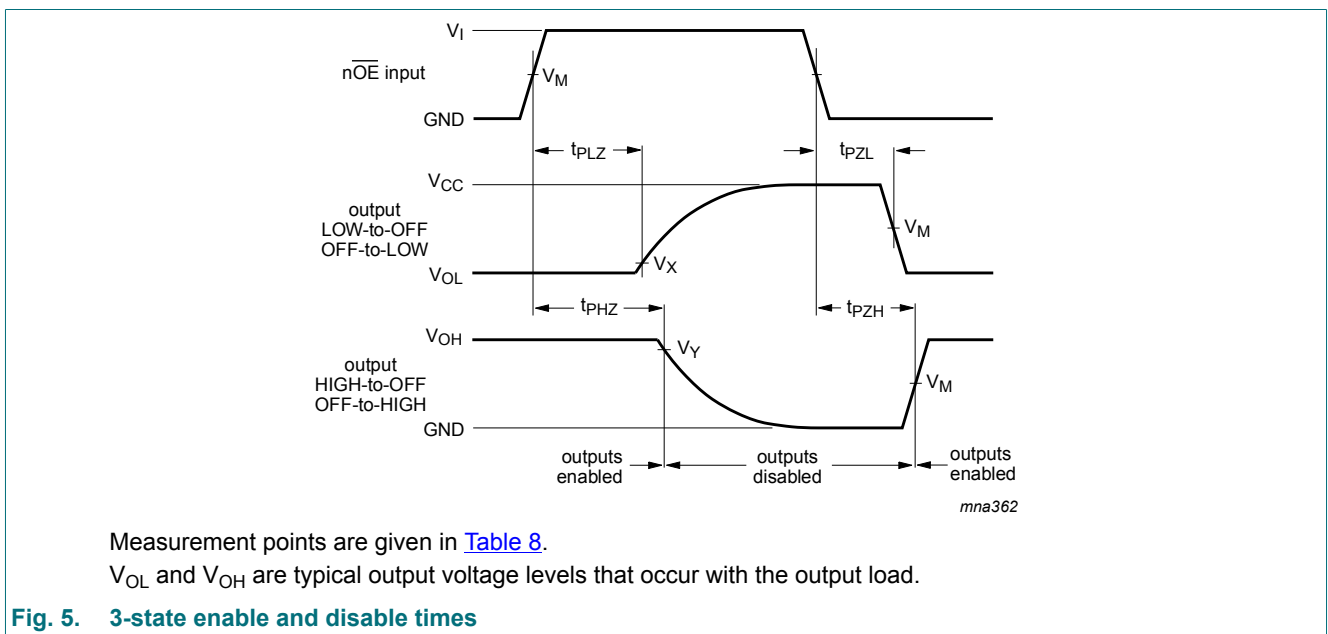 V_I
nO̅E̅ input
V_M
GND
t_PLZ
t_PZL
V_CC
output
LOW-to-OFF
OFF-to-LOW
V_M
V_X
V_OL
t_PHZ
t_PZH
V_OH
V_Y
output
HIGH-to-OFF
OFF-to-HIGH
V_M
GND
outputs
enabled
outputs
disabled
outputs
enabled
mna362
Measurement points are given in Table 8.
V_OL and V_OH are typical output voltage levels that occur with the output load.
Fig. 5. 3-state enable and disable times